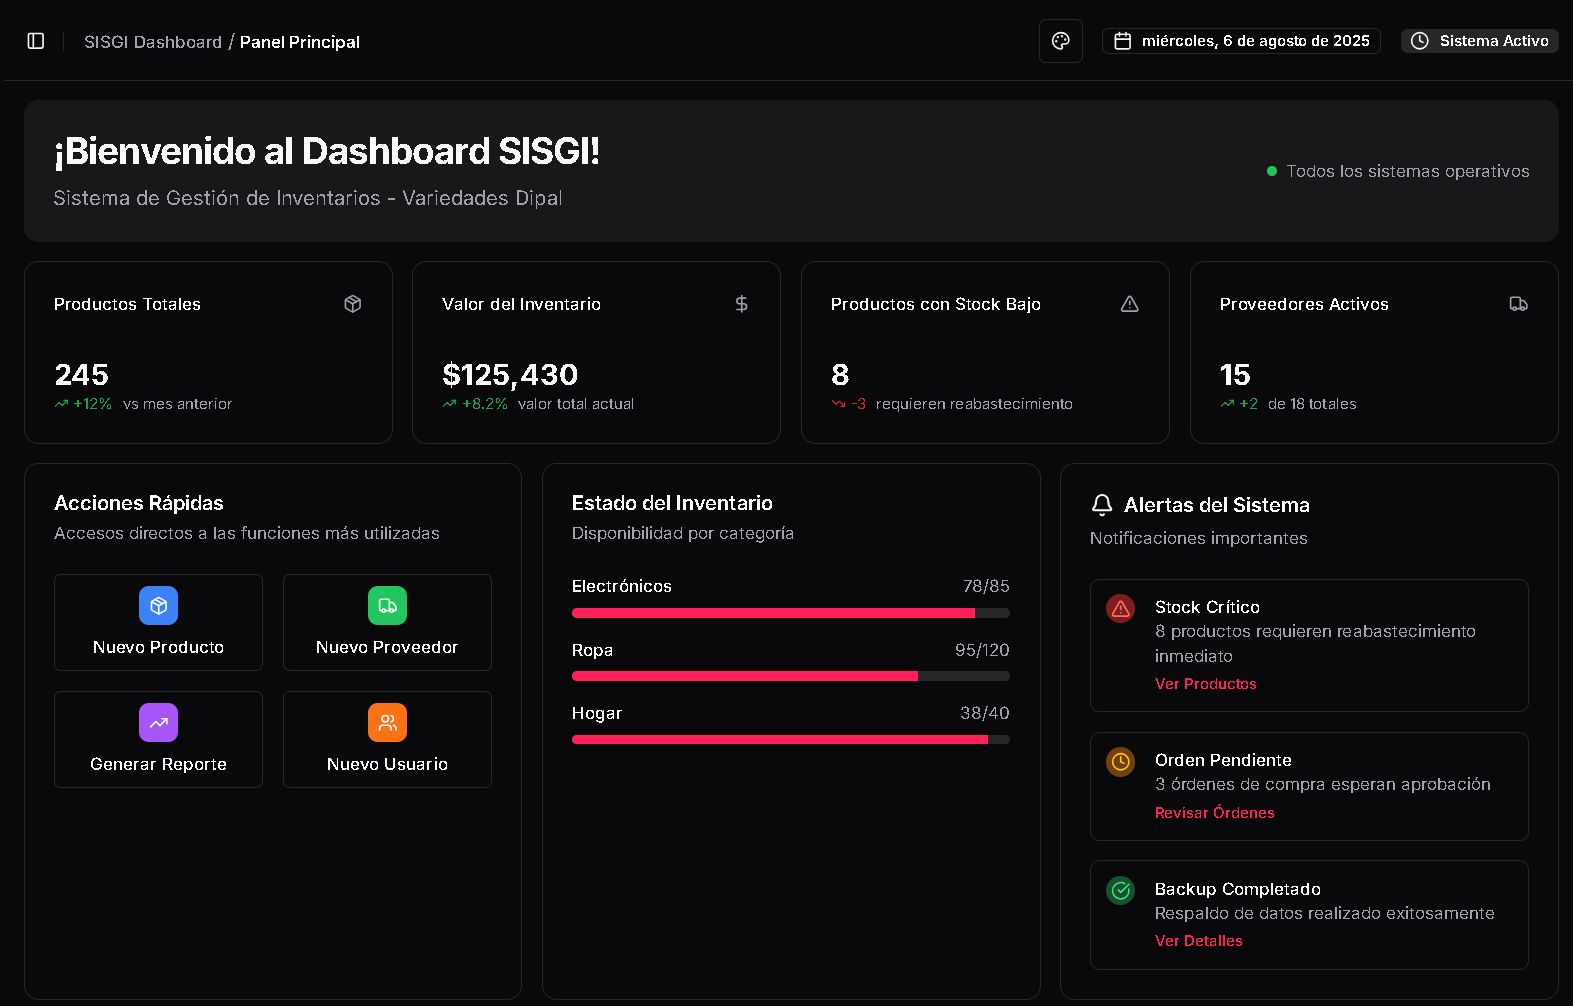 SISGI Dashboard / Panel Principal
miércoles, 6 de agosto de 2025
Sistema Activo
¡Bienvenido al Dashboard SISGI!
Sistema de Gestión de Inventarios - Variedades Dipal
Todos los sistemas operativos
Productos Totales
245
+12% vs mes anterior
Valor del Inventario
$125,430
+8.2% valor total actual
Productos con Stock Bajo
8
-3 requieren reabastecimiento
Proveedores Activos
15
+2 de 18 totales
Acciones Rápidas
Accesos directos a las funciones más utilizadas
Nuevo Producto
Nuevo Proveedor
Generar Reporte
Nuevo Usuario
Estado del Inventario
Disponibilidad por categoría
Electrónicos 78/85
Ropa 95/120
Hogar 38/40
Alertas del Sistema
Notificaciones importantes
Stock Crítico
8 productos requieren reabastecimiento
inmediato
Ver Productos
Orden Pendiente
3 órdenes de compra esperan aprobación
Revisar Órdenes
Backup Completado
Respaldo de datos realizado exitosamente
Ver Detalles